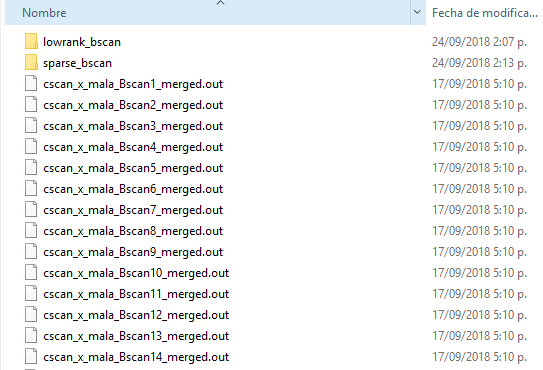 Nombre Fecha de modifica...
lowrank_bscan 24/09/2018 2:07 p.
sparse_bscan 24/09/2018 2:13 p.
cscan_x_mala_Bscan1_merged.out 17/09/2018 5:10 p.
cscan_x_mala_Bscan2_merged.out 17/09/2018 5:10 p.
cscan_x_mala_Bscan3_merged.out 17/09/2018 5:10 p.
cscan_x_mala_Bscan4_merged.out 17/09/2018 5:10 p.
cscan_x_mala_Bscan5_merged.out 17/09/2018 5:10 p.
cscan_x_mala_Bscan6_merged.out 17/09/2018 5:10 p.
cscan_x_mala_Bscan7_merged.out 17/09/2018 5:10 p.
cscan_x_mala_Bscan8_merged.out 17/09/2018 5:10 p.
cscan_x_mala_Bscan9_merged.out 17/09/2018 5:10 p.
cscan_x_mala_Bscan10_merged.out 17/09/2018 5:10 p.
cscan_x_mala_Bscan11_merged.out 17/09/2018 5:10 p.
cscan_x_mala_Bscan12_merged.out 17/09/2018 5:10 p.
cscan_x_mala_Bscan13_merged.out 17/09/2018 5:10 p.
cscan_x_mala_Bscan14_merged.out 17/09/2018 5:10 p.